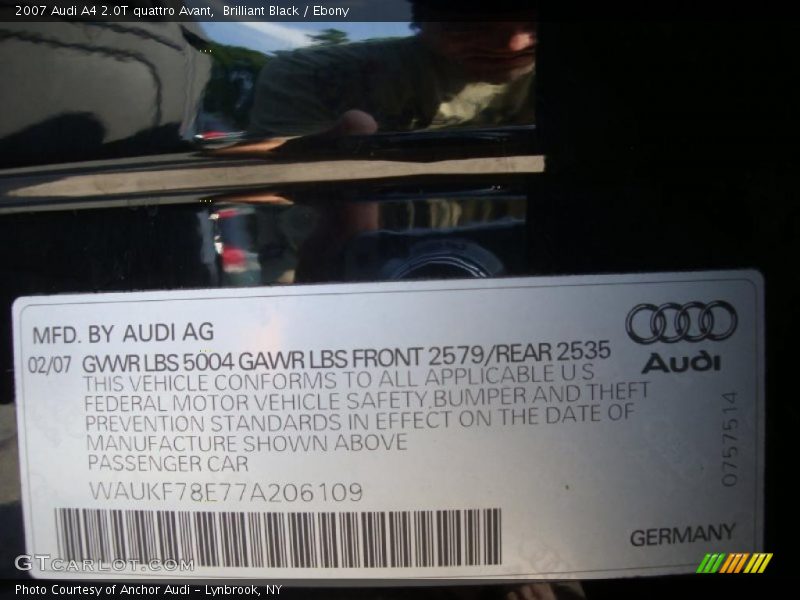 2007 Audi A4 2.0T quattro Avant, Brilliant Black / Ebony
MFD. BY AUDI AG
02/07 GVWR LBS 5004 GAWR LBS FRONT 2579/REAR 2535
THIS VEHICLE CONFORMS TO ALL APPLICABLE U S
FEDERAL MOTOR VEHICLE SAFETY, BUMPER AND THEFT
PREVENTION STANDARDS IN EFFECT ON THE DATE OF
MANUFACTURE SHOWN ABOVE
PASSENGER CAR
WAUKF78E77A206109
Audi
0757514
GERMANY
GTCarLot.com
Photo Courtesy of Anchor Audi - Lynbrook, NY